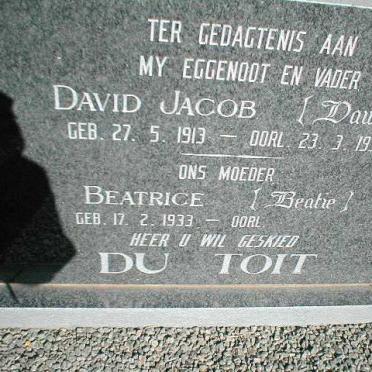 TER GEDAGTENIS AAN
MY EGGENOOT EN VADER
DAVID JACOB [
GEB. 27. 5. 1913 — OORL. 23. 3.
ONS MOEDER
BEATRICE [Beatie]
GEB. 17. 2. 1933 — OORL.
HEER U WIL GESKIED
DU TOIT